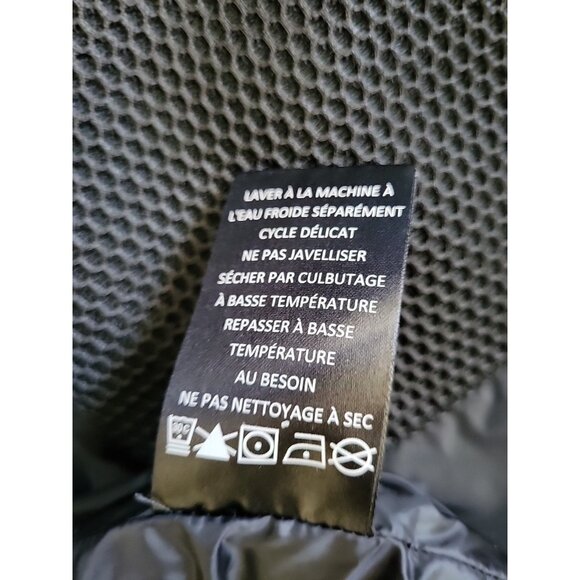 LAVER À LA MACHINE À
L'EAU FROIDE SÉPARÉMENT
CYCLE DÉLICAT
NE PAS JAVELLISER
SÉCHER PAR CULBUTAGE
À BASSE TEMPÉRATURE
REPASSER À BASSE
TEMPÉRATURE
AU BESOIN
NE PAS NETTOYAGE À SEC
30C